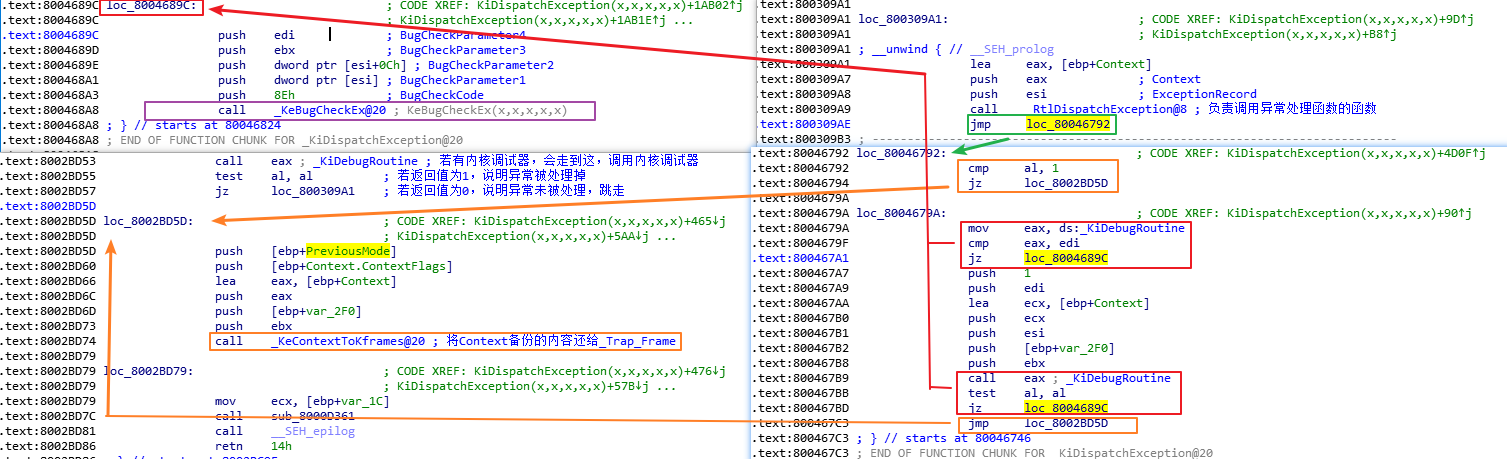 .text:8004689C loc_8004689C: ; CODE XREF: KiDispatchException(x,x,x,x,x)+1AB02↑j
.text:8004689C ; KiDispatchException(x,x,x,x,x)+1AB1E↑j ...
.text:8004689C push edi ; BugCheckParameter4
.text:8004689D push ebx ; BugCheckParameter3
.text:8004689E push dword ptr [esi+0Ch] ; BugCheckParameter2
.text:800468A1 push dword ptr [esi] ; BugCheckParameter1
.text:800468A3 push 8Eh ; BugCheckCode
.text:800468A8 call _KeBugCheckEx@20 ; KeBugCheckEx(x,x,x,x,x)
.text:800468A8 ; } // starts at 80046824
.text:800468A8 ; END OF FUNCTION CHUNK FOR _KiDispatchException@20
.text:8002BD53 call eax ; _KiDebugRoutine ; 若有内核调试器，会走到这，调用内核调试器
.text:8002BD55 test al, al ; 若返回值为1，说明异常被处理掉
.text:8002BD57 jz loc_800309A1 ; 若返回值为0，说明异常未被处理，跳走
.text:8002BD5D
.text:8002BD5D loc_8002BD5D: ; CODE XREF: KiDispatchException(x,x,x,x,x)+465↓j
.text:8002BD5D ; KiDispatchException(x,x,x,x,x)+5AA↓j ...
.text:8002BD5D push [ebp+PreviousMode]
.text:8002BD60 push [ebp+Context.ContextFlags]
.text:8002BD66 lea eax, [ebp+Context]
.text:8002BD6C push eax
.text:8002BD6D push [ebp+var_2F0]
.text:8002BD73 push ebx
.text:8002BD74 call _KeContextToKframes@20 ; 将Context备份的内容还给_Trap_Frame
.text:8002BD79
.text:8002BD79 loc_8002BD79: ; CODE XREF: KiDispatchException(x,x,x,x,x)+476↓j
.text:8002BD79 ; KiDispatchException(x,x,x,x,x)+57B↓j ...
.text:8002BD79 mov ecx, [ebp+var_1C]
.text:8002BD7C call sub_8000D361
.text:8002BD81 call __SEH_epilog
.text:8002BD86 retn 14h
.text:800309A1
.text:800309A1 loc_800309A1: ; CODE XREF: KiDispatchException(x,x,x,x,x)+9D↑j
.text:800309A1 ; KiDispatchException(x,x,x,x,x)+B8↑j
.text:800309A1 ; __unwind { // __SEH_prolog
.text:800309A1 lea eax, [ebp+Context]
.text:800309A7 push eax ; Context
.text:800309A8 push esi ; ExceptionRecord
.text:800309A9 call _RtlDispatchException@8 ; 负责调用异常处理函数的函数
.text:800309AE jmp loc_80046792
.text:800309B3 ;
.text:80046792 loc_80046792: ; CODE XREF: KiDispatchException(x,x,x,x,x)+4D0F↑j
.text:80046792 cmp al, 1
.text:80046794 jz loc_8002BD5D
.text:8004679A
.text:8004679A loc_8004679A: ; CODE XREF: KiDispatchException(x,x,x,x,x)+90↑j
.text:8004679A mov eax, ds:_KiDebugRoutine
.text:8004679F cmp eax, edi
.text:800467A1 jz loc_8004689C
.text:800467A7 push 1
.text:800467A9 push edi
.text:800467AA lea ecx, [ebp+Context]
.text:800467B0 push ecx
.text:800467B1 push esi
.text:800467B2 push [ebp+var_2F0]
.text:800467B8 push ebx
.text:800467B9 call eax ; _KiDebugRoutine
.text:800467BB test al, al
.text:800467BD jz loc_8004689C
.text:800467C3 jmp loc_8002BD5D
.text:800467C3 ; } // starts at 80046746
.text:800467C3 ; END OF FUNCTION CHUNK FOR _KiDispatchException@20